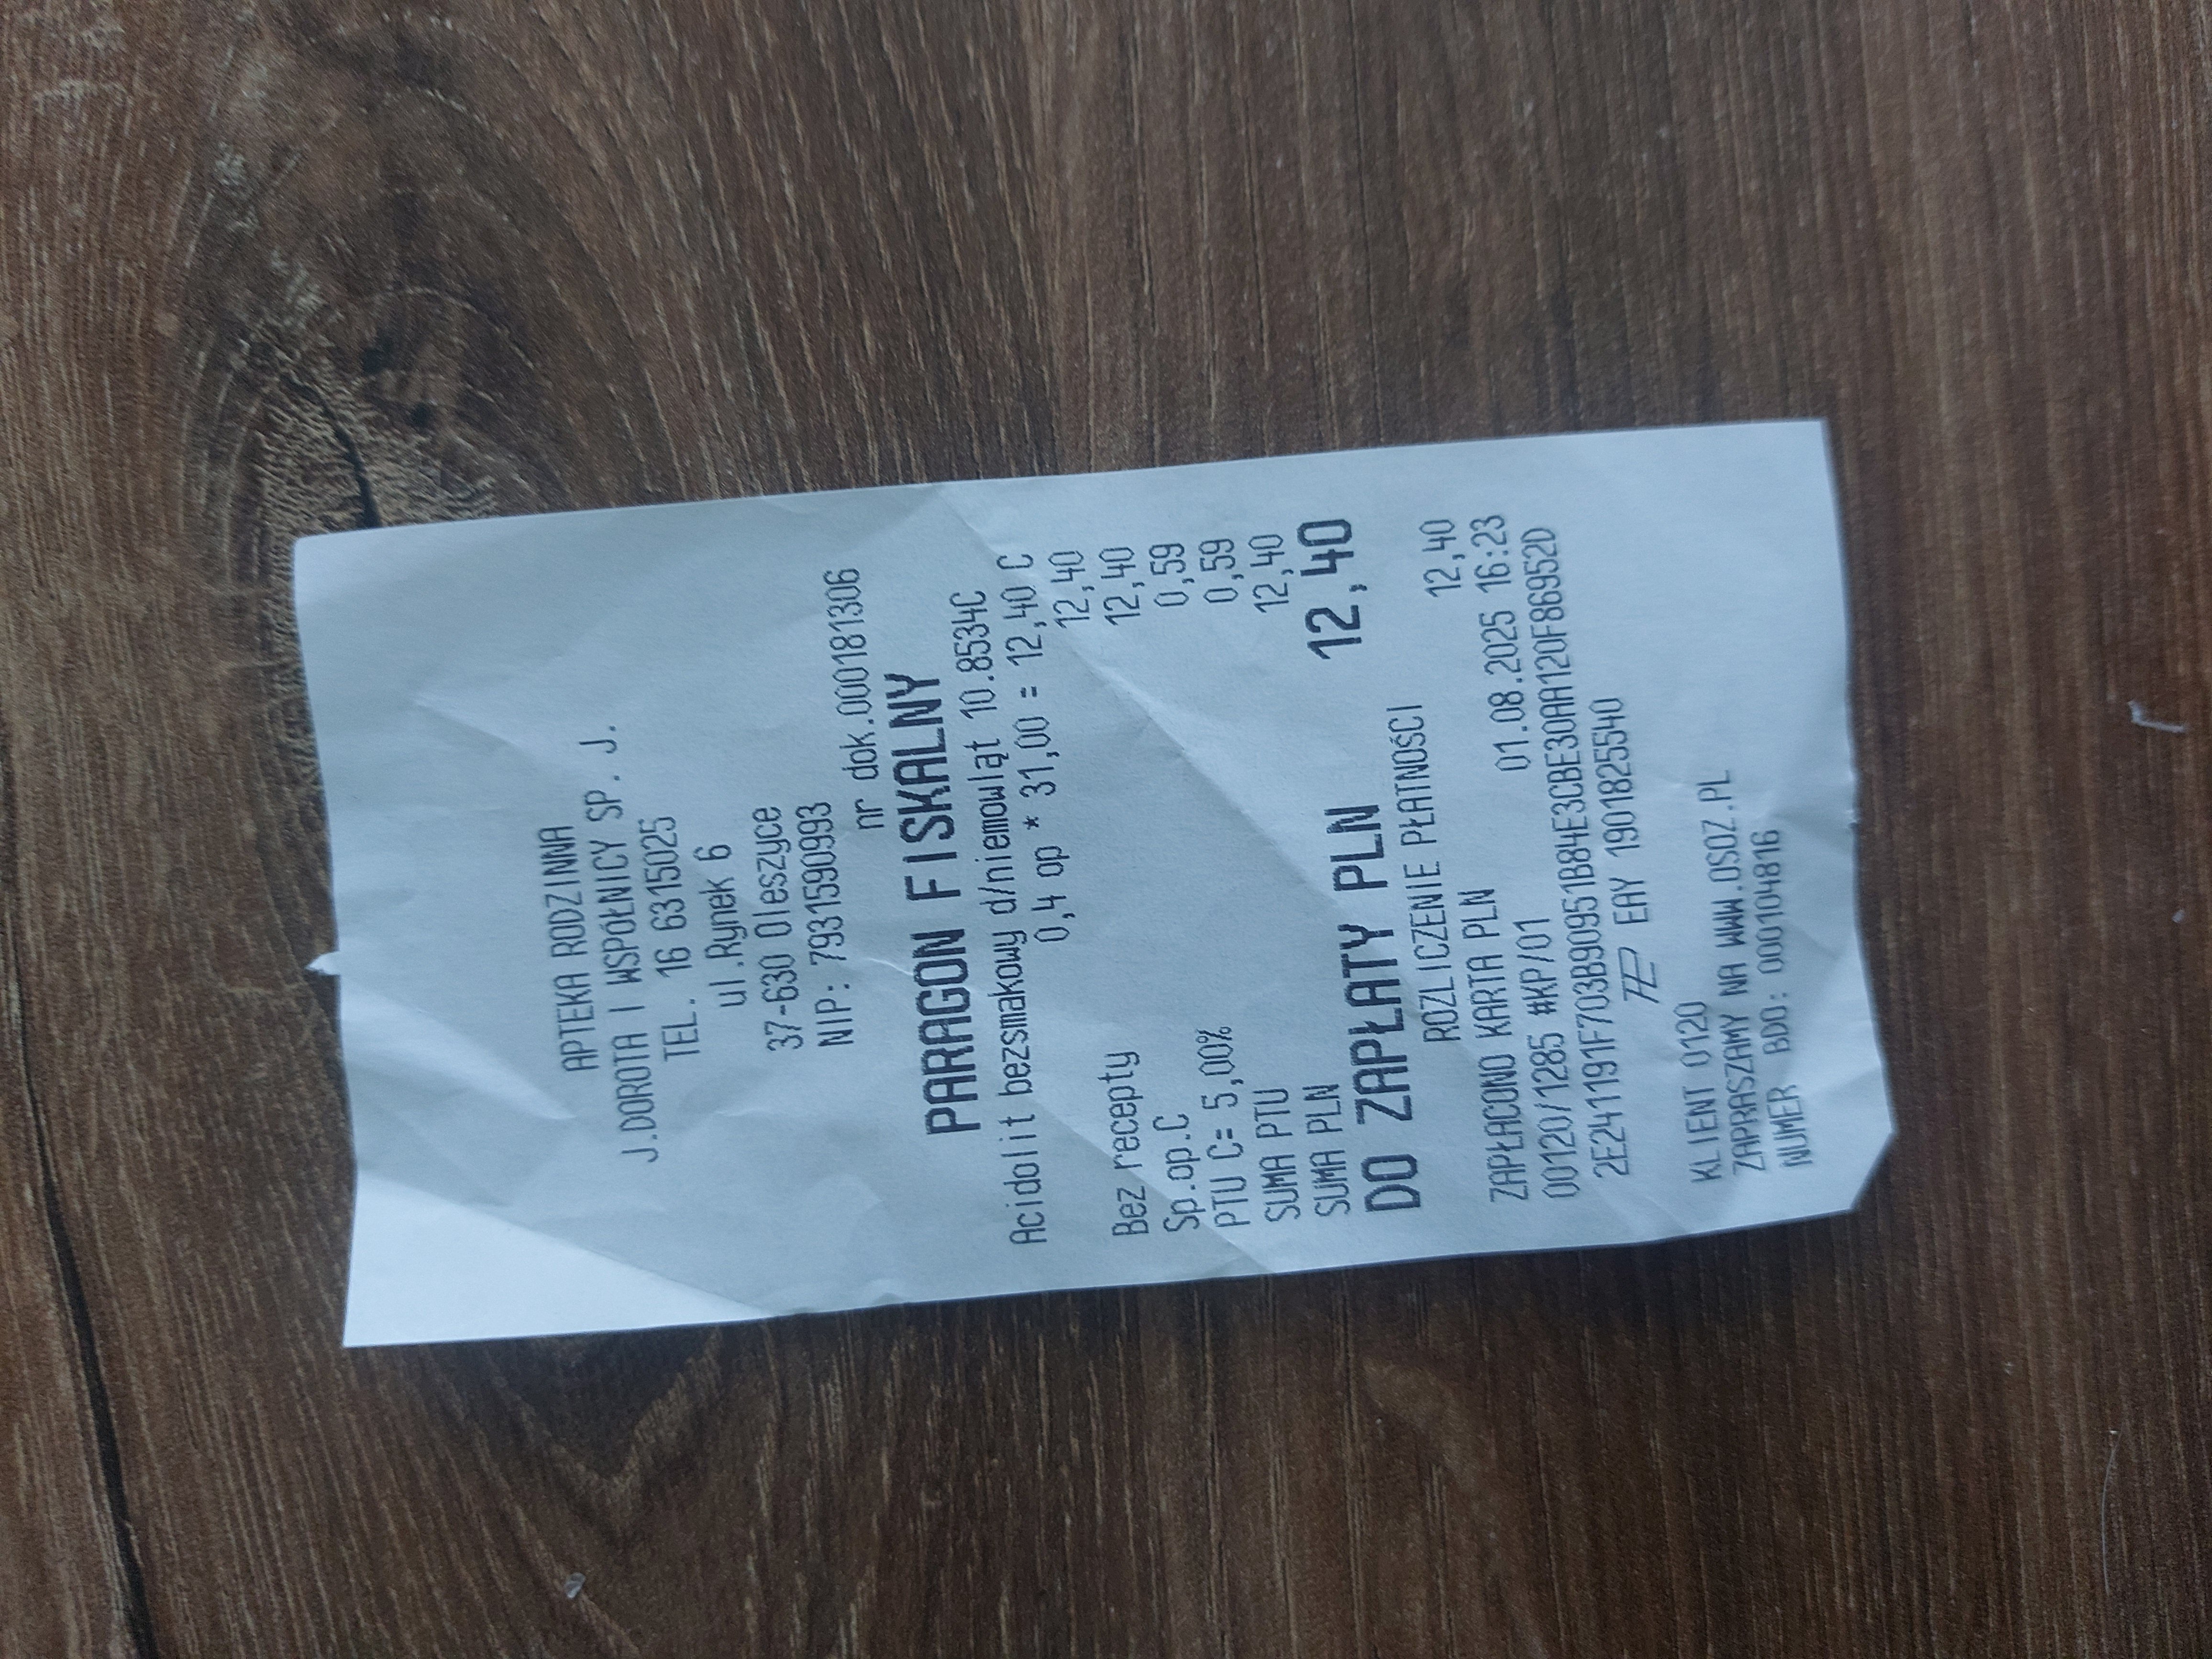 APTEKA RODZINNA
J.DOROTA I WSPÓŁNICY SP. J.
TEL. 16 6315025
ul.Rynek 6
37-630 Oleszyce
NIP: 7931590993
nr dok.000181306
PARAGON FISKALNY
Acidolit bezsmakowy d/niemowląt 10.8534C
0,4 op * 31,00 = 12,40 C
12,40
Bez recepty 12,40
Sp.op.C 0,59
PTU C= 5,00% 0,59
SUMA PTU 12,40
SUMA PLN
DO ZAPŁATY PLN 12,40
ROZLICZENIE PŁATNOŚCI
ZAPŁACONO KARTA PLN 12,40
00120/1285 #KP/01 01.08.2025 16:23
2E241191F703B90951B84E3CBE30AA120F86952D
EAY 1901825540
KLIENT 0120
ZAPRASZAMY NA WWW.OSOZ.PL
NUMER BDO: 000104816